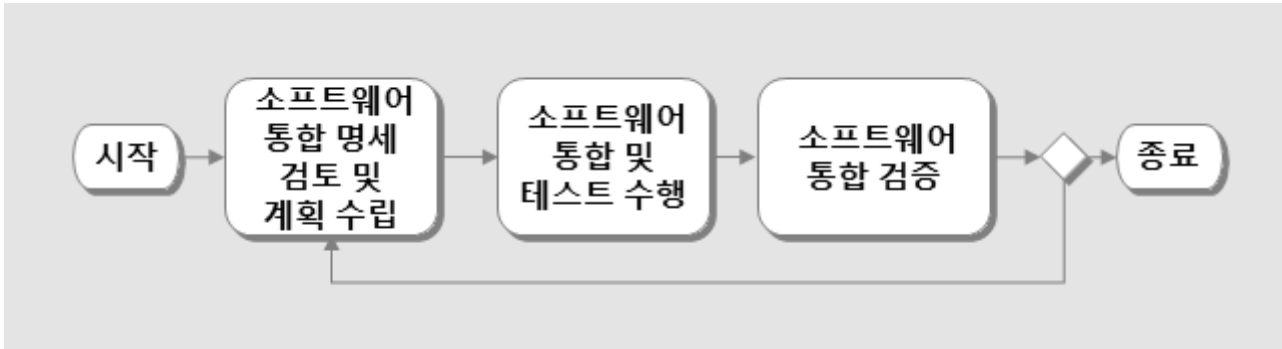 시작
소프트웨어
통합 명세
검토 및
계획 수립
소프트웨어
통합 및
테스트 수행
소프트웨어
통합 검증
종료